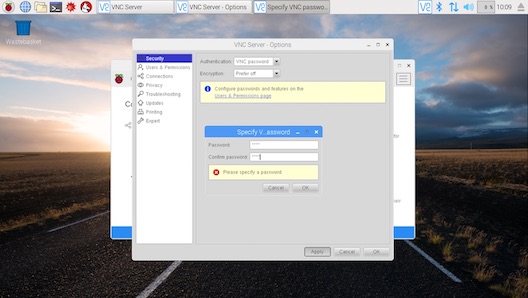 VNC Server
VNC Server - Options
Specify VNC passwo...
10:09
Wastebasket
VNC Server - Options
Security
Users & Permissions
Connections
Privacy
Troubleshooting
Updates
Printing
Expert
Authentication: VNC password
Encryption: Prefer off
Configure passwords and features on the
Users & Permissions page
Specify V...assword
Password:
Confirm password:
Please specify a password.
Cancel
OK
Apply
Cancel
OK